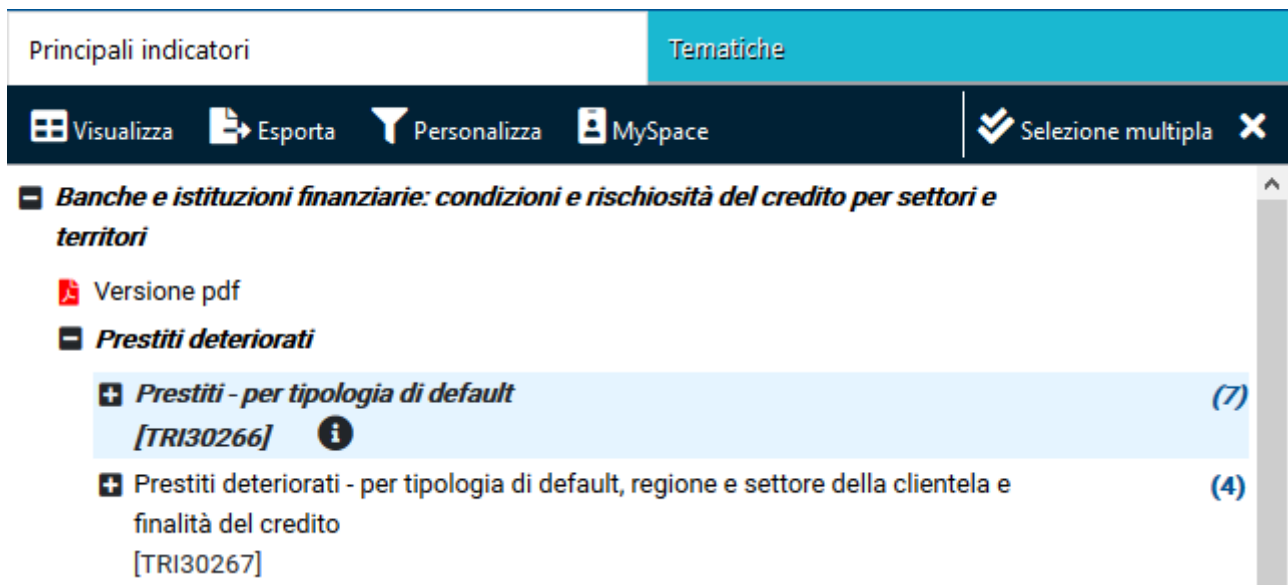 Principali indicatori
Tematiche
Visualizza
Esporta
Personalizza
MySpace
Selezione multipla
Banche e istituzioni finanziarie: condizioni e rischiosità del credito per settori e
territori
Versione pdf
Prestiti deteriorati
Prestiti - per tipologia di default (7)
[TRI30266]
Prestiti deteriorati - per tipologia di default, regione e settore della clientela e (4)
finalità del credito
[TRI30267]